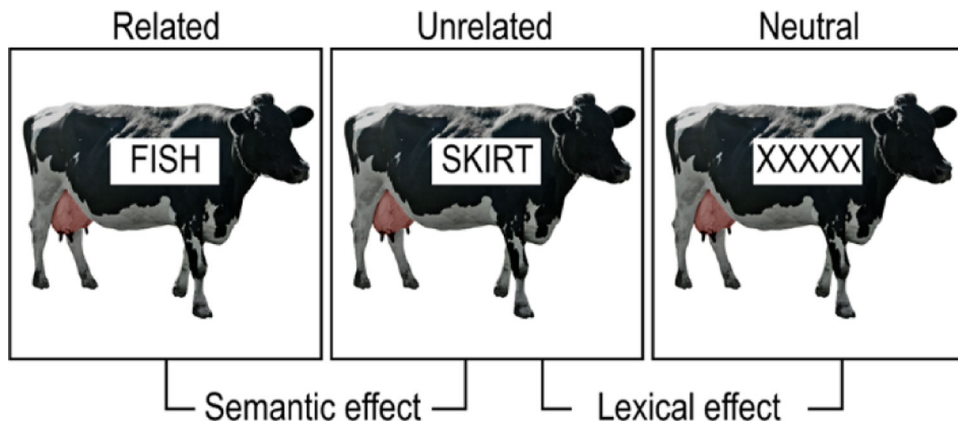 Related
Unrelated
Neutral
FISH
SKIRT
XXXXX
Semantic effect
Lexical effect